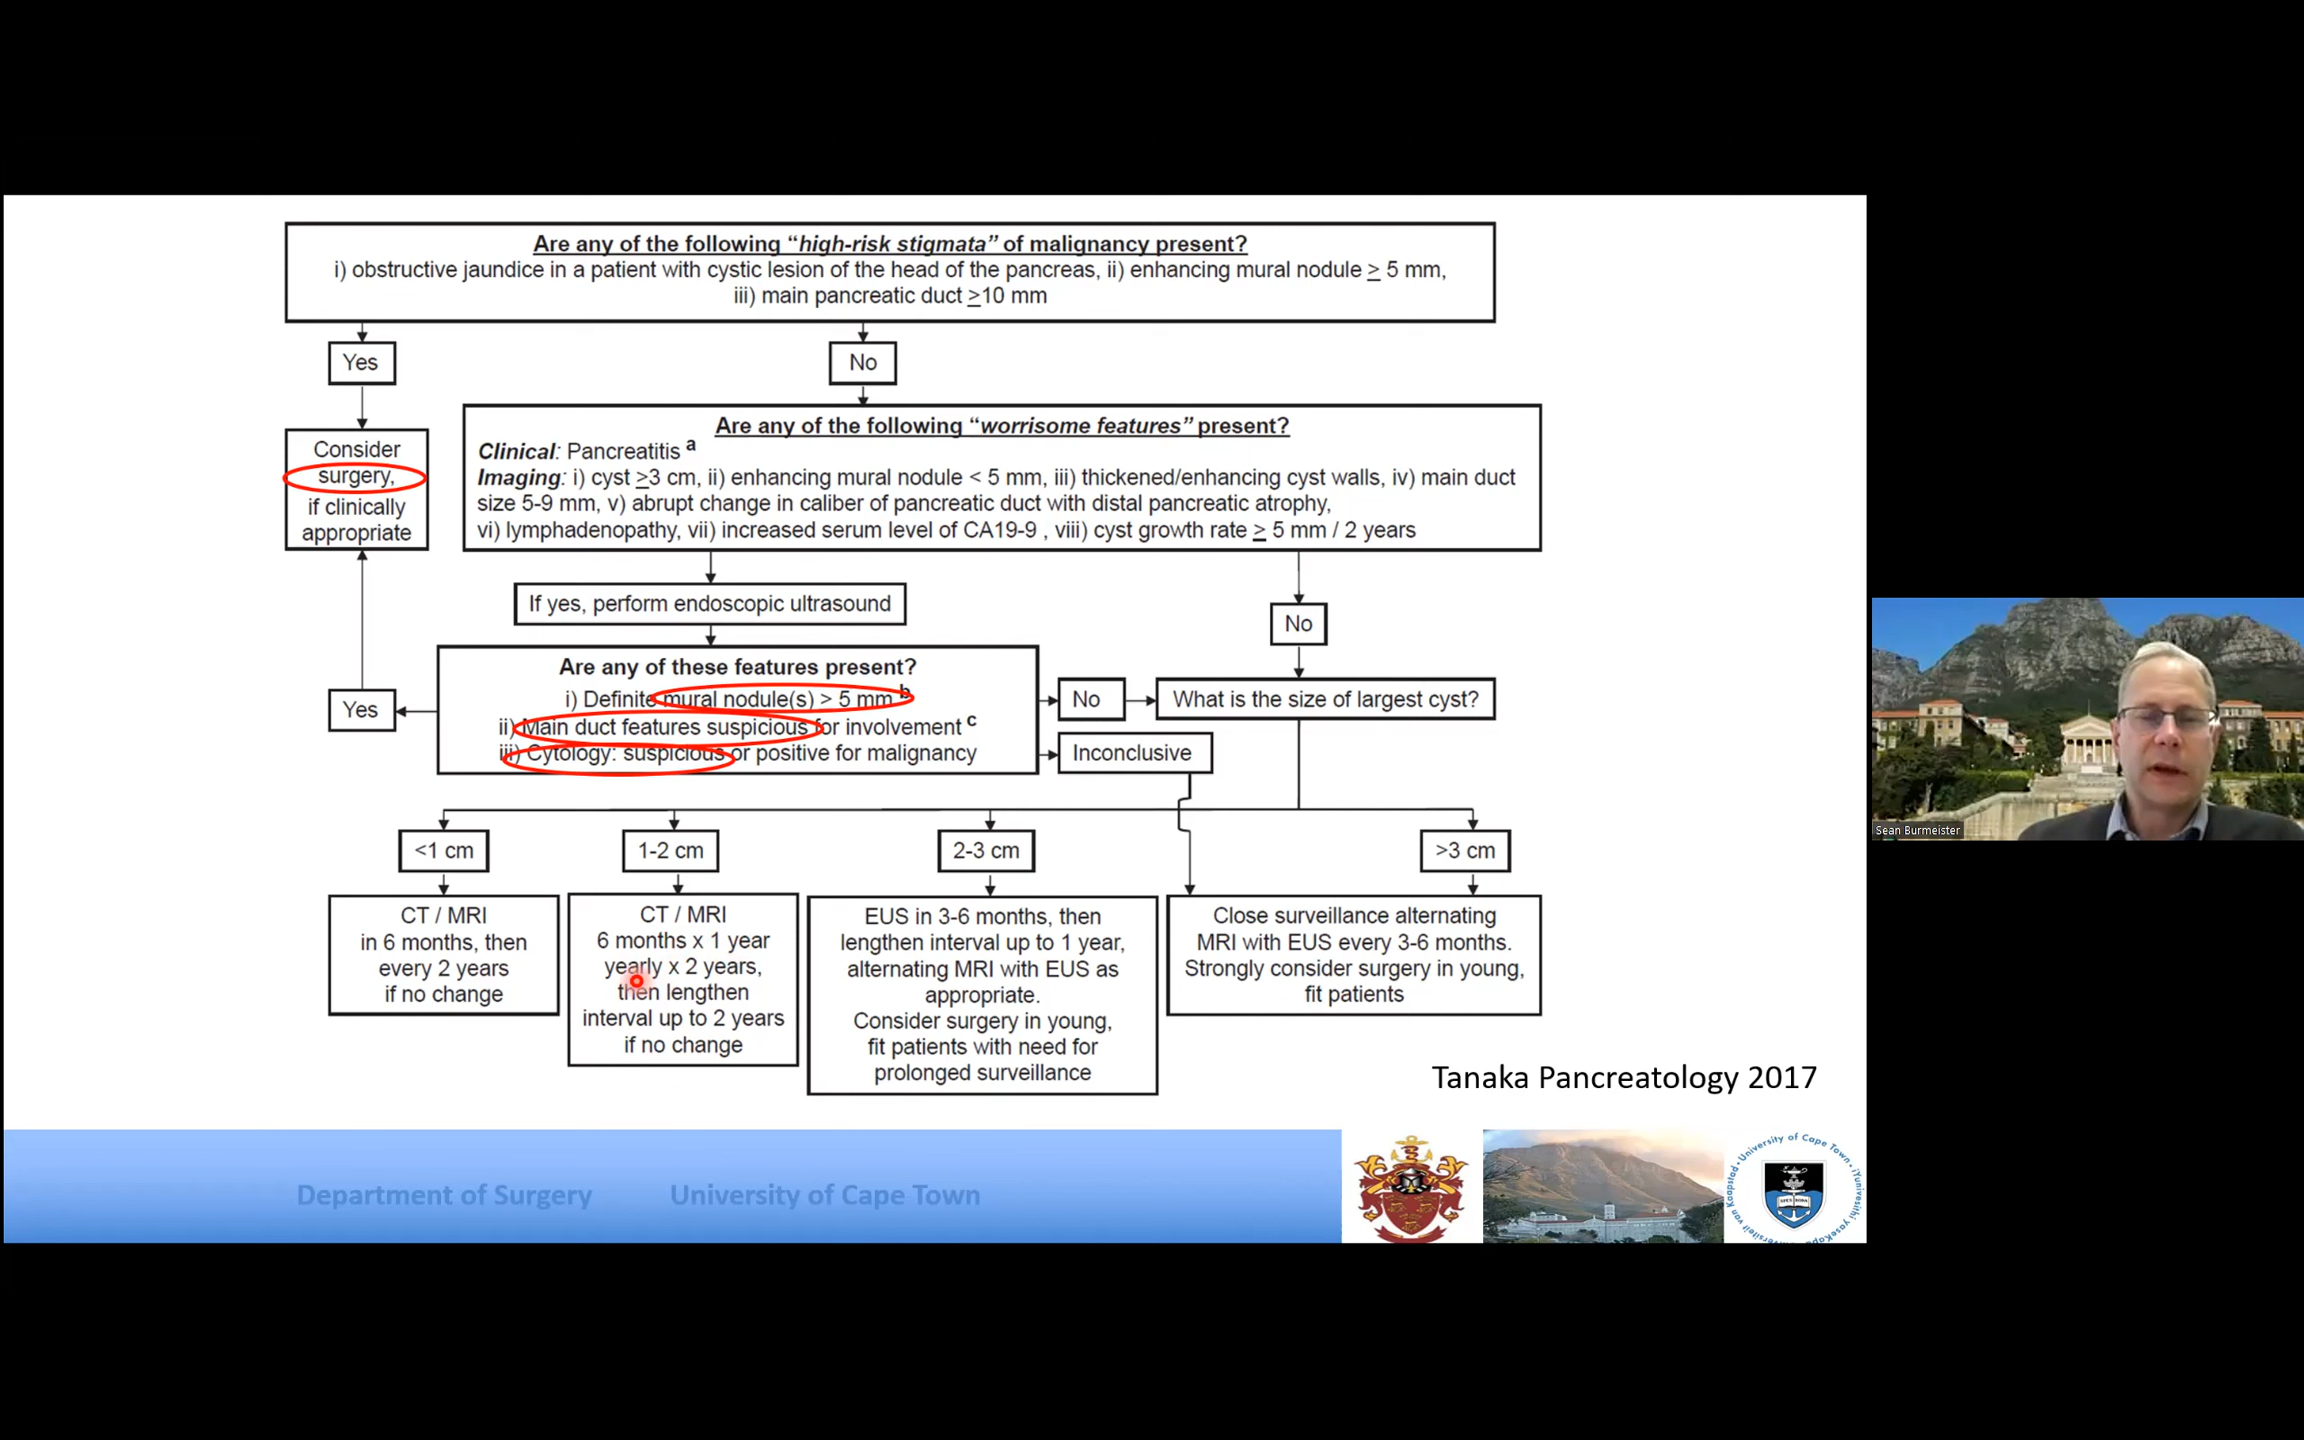 Are any of the following “high-risk stigmata” of malignancy present?
i) obstructive jaundice in a patient with cystic lesion of the head of the pancreas, ii) enhancing mural nodule ≥ 5 mm,
iii) main pancreatic duct ≥10 mm
Yes
No
Consider
surgery,
if clinically
appropriate
Are any of the following “worrisome features” present?
Clinical: Pancreatitis a
Imaging: i) cyst ≥3 cm, ii) enhancing mural nodule < 5 mm, iii) thickened/enhancing cyst walls, iv) main duct
size 5-9 mm, v) abrupt change in caliber of pancreatic duct with distal pancreatic atrophy,
vi) lymphadenopathy, vii) increased serum level of CA19-9 , viii) cyst growth rate ≥ 5 mm / 2 years
If yes, perform endoscopic ultrasound
No
Are any of these features present?
i) Definite mural nodule(s) > 5 mm b
ii) Main duct features suspicious for involvement c
iii) Cytology: suspicious or positive for malignancy
Yes
No
What is the size of largest cyst?
Inconclusive
<1 cm
1-2 cm
2-3 cm
>3 cm
CT / MRI
in 6 months, then
every 2 years
if no change
CT / MRI
6 months x 1 year
yearly x 2 years,
then lengthen
interval up to 2 years
if no change
EUS in 3-6 months, then
lengthen interval up to 1 year,
alternating MRI with EUS as
appropriate.
Consider surgery in young,
fit patients with need for
prolonged surveillance
Close surveillance alternating
MRI with EUS every 3-6 months.
Strongly consider surgery in young,
fit patients
Tanaka Pancreatology 2017
Sean Burmeister
Department of Surgery University of Cape Town
University of Cape Town